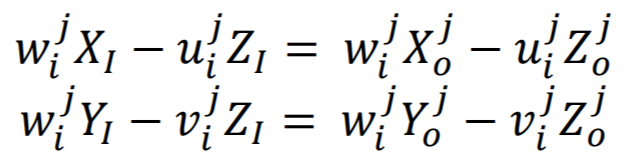 $w_i^j X_I - u_i^j Z_I = w_i^j X_o^j - u_i^j Z_o^j$
$w_i^j Y_I - v_i^j Z_I = w_i^j Y_o^j - v_i^j Z_o^j$